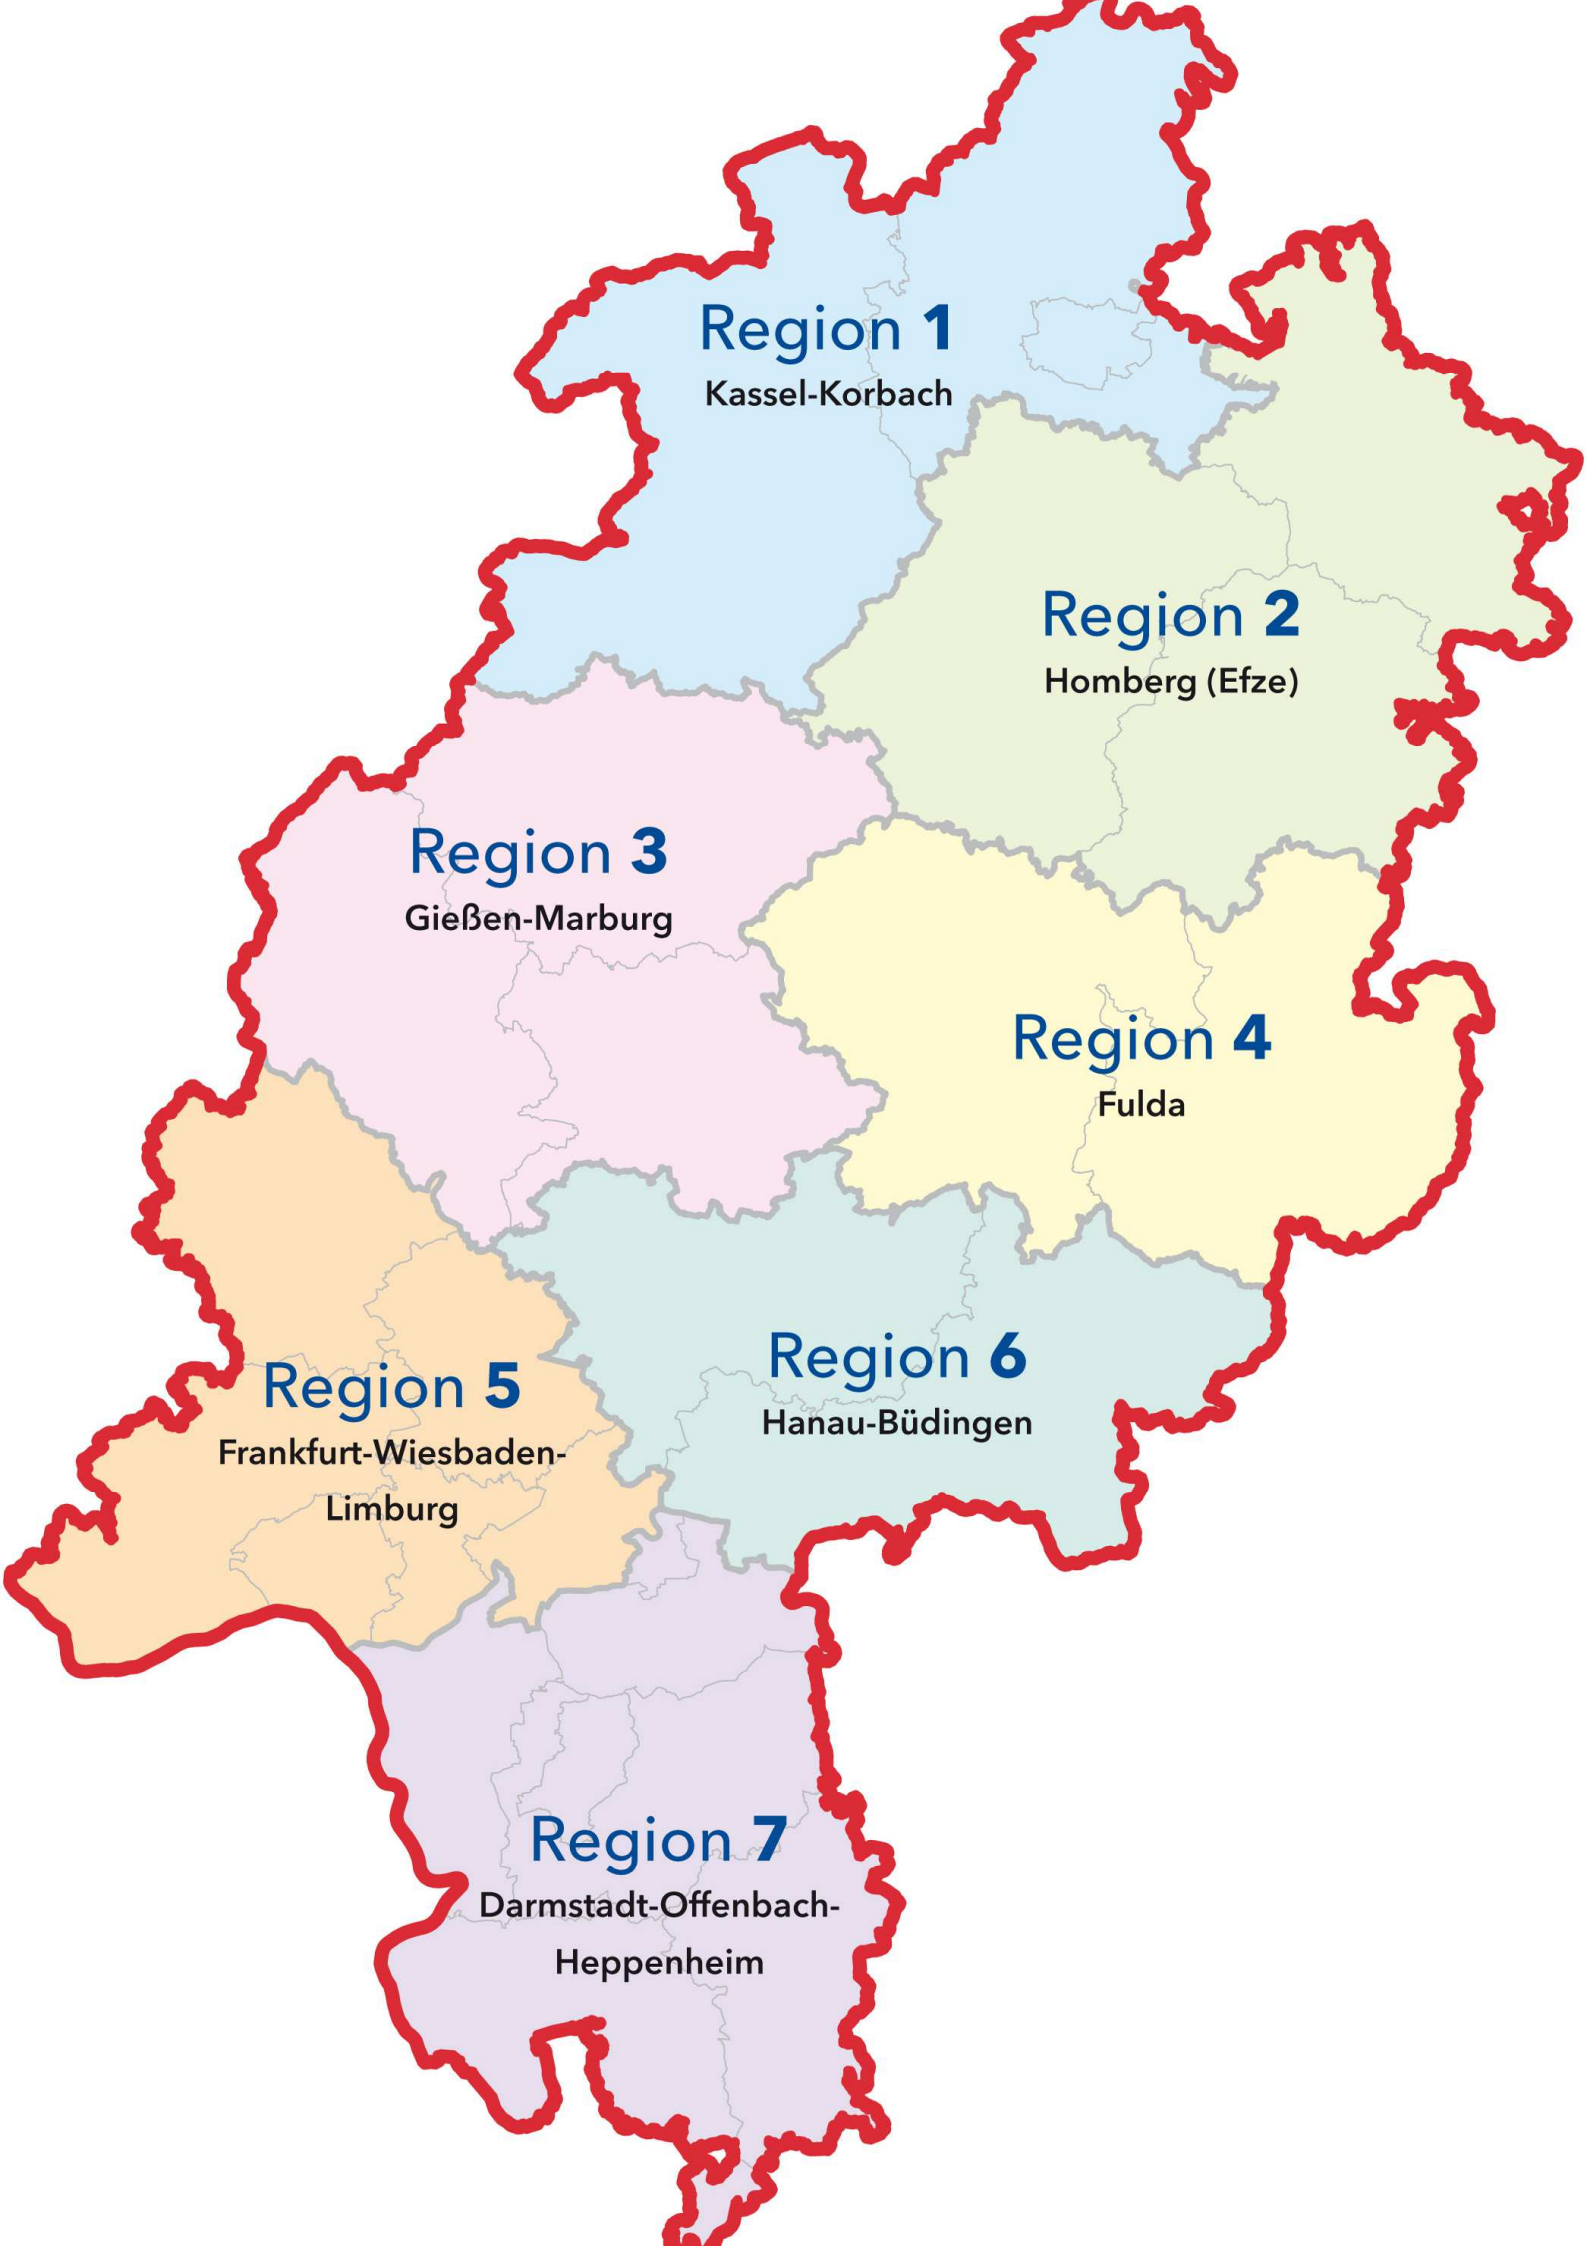 Region 1
Kassel-Korbach
Region 2
Homberg (Efze)
Region 3
Gießen-Marburg
Region 4
Fulda
Region 5
Frankfurt-Wiesbaden-
Limburg
Region 6
Hanau-Büdingen
Region 7
Darmstadt-Offenbach-
Heppenheim